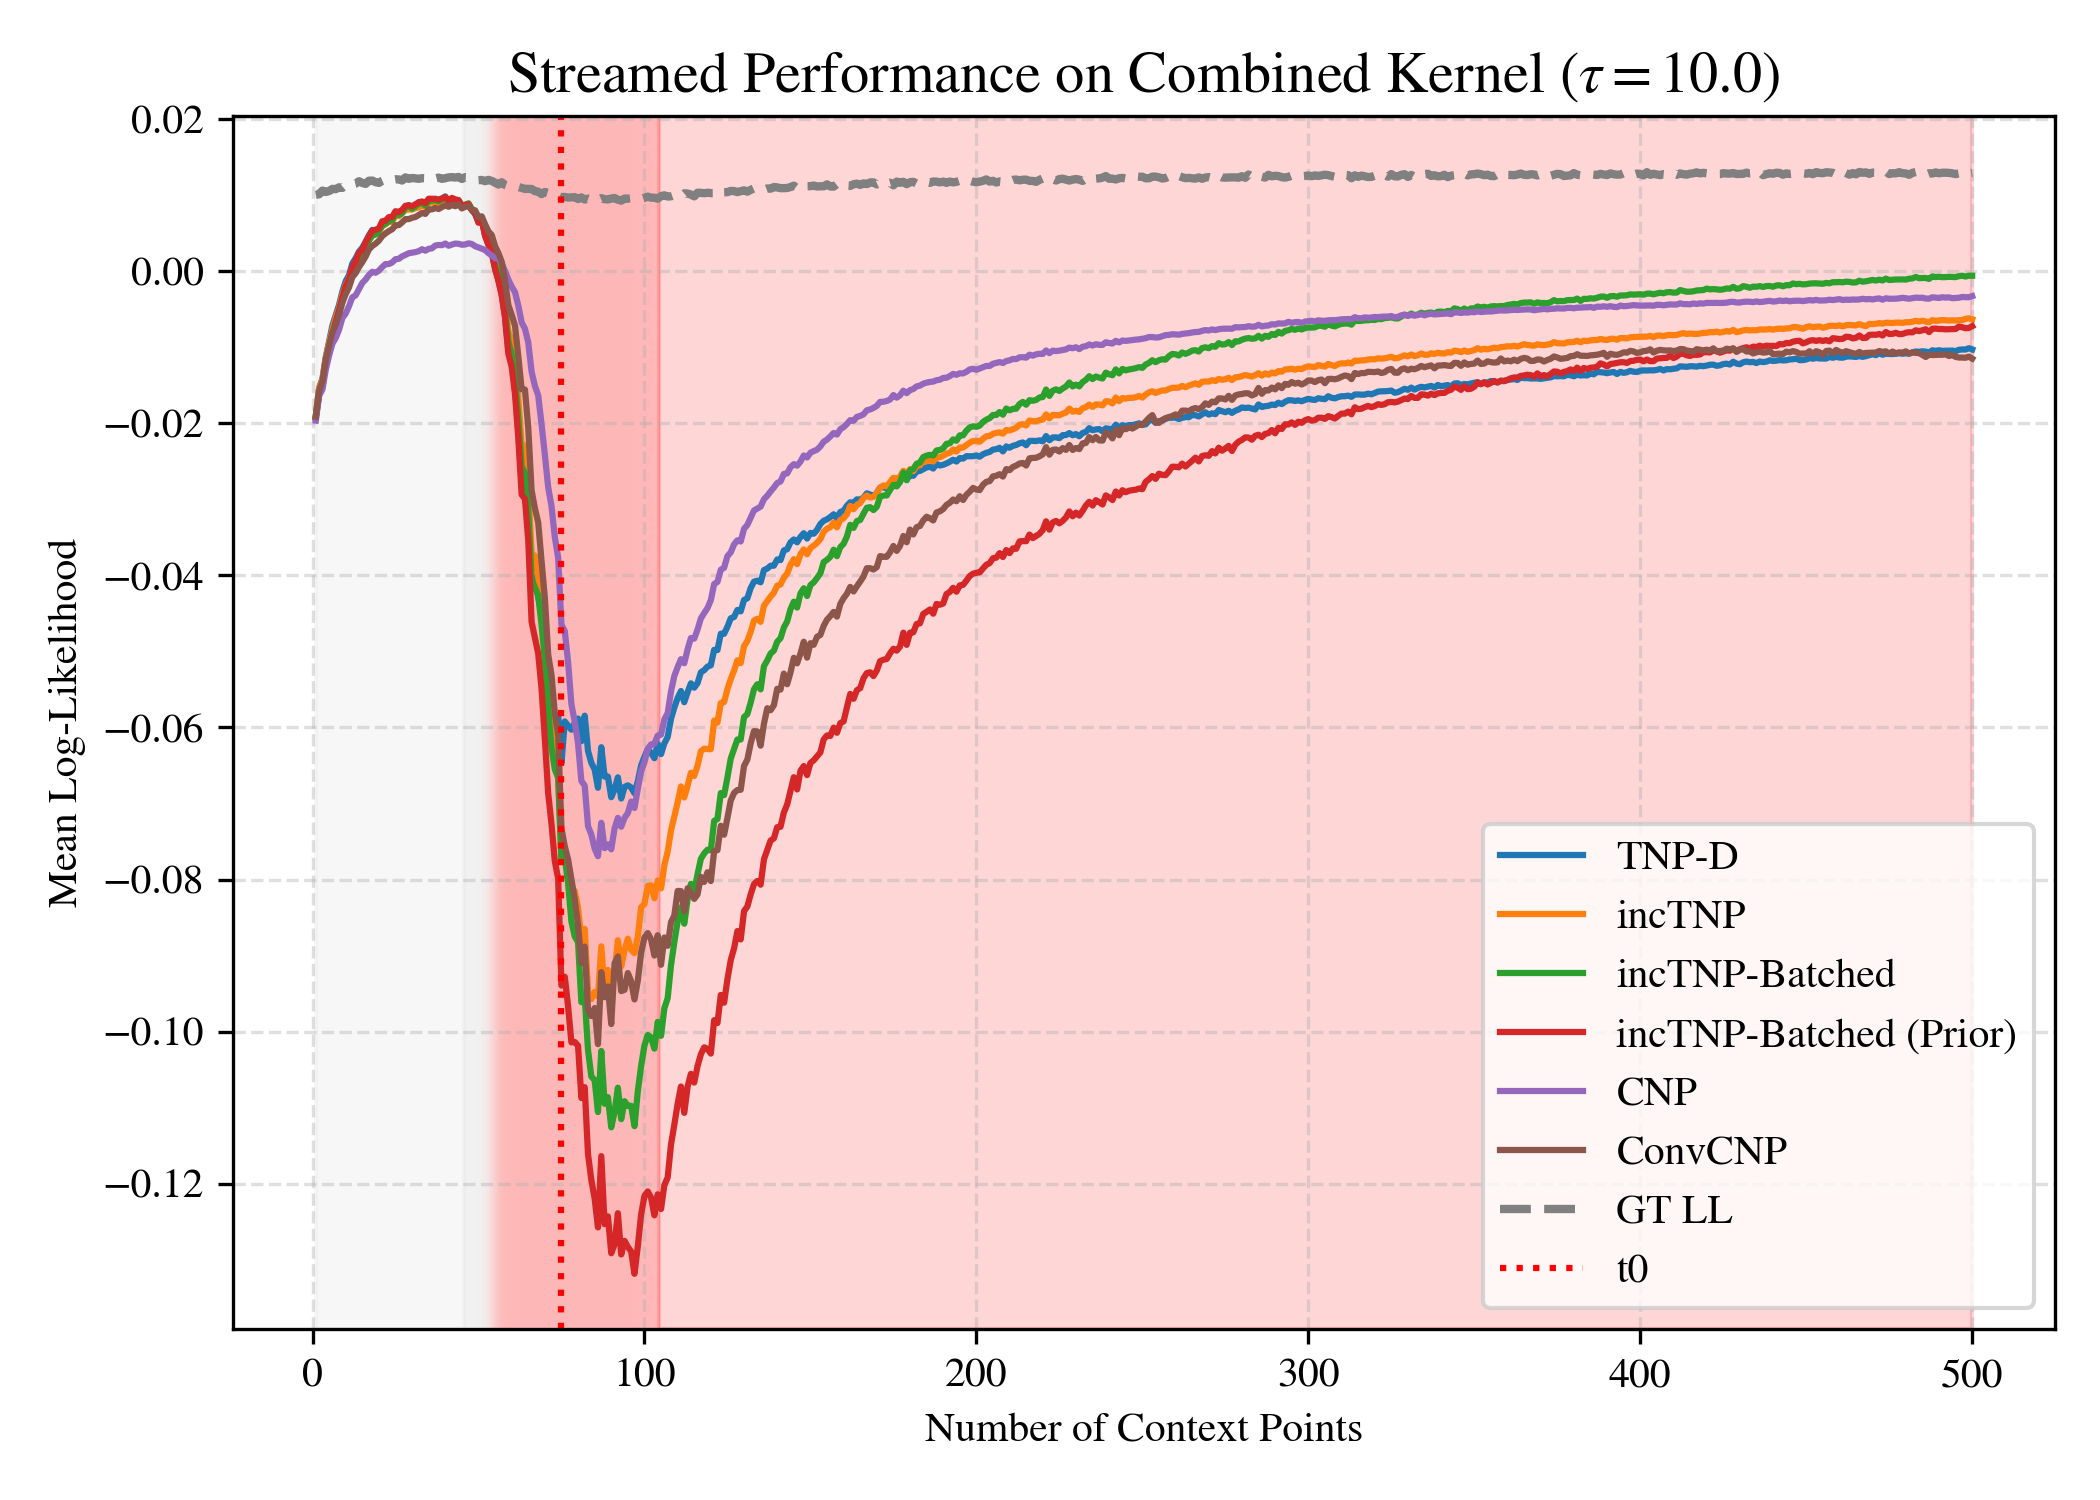 Streamed Performance on Combined Kernel (τ = 10.0)
0.02
0.00
−0.02
−0.04
−0.06
−0.08
−0.10
−0.12
Mean Log-Likelihood
TNP-D
incTNP
incTNP-Batched
incTNP-Batched (Prior)
CNP
ConvCNP
GT LL
t0
0 100 200 300 400 500
Number of Context Points